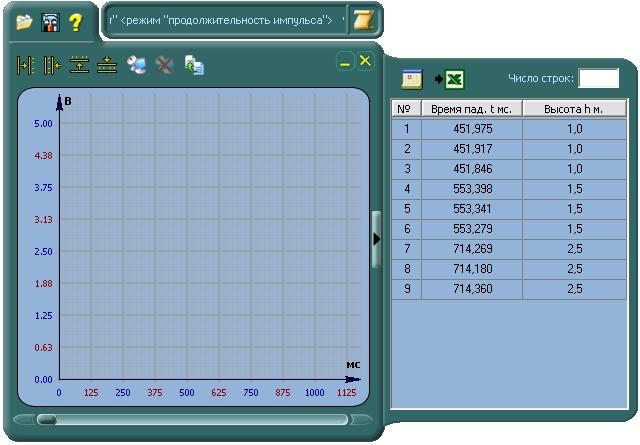 г" <режим "продолжительность импульса">
Число строк:
В
5.00
4.38
3.75
3.13
2.50
1.88
1.25
0.63
0.00
мс
0 125 250 375 500 625 750 875 1000 1125
№ Время пад. t мс. Высота h м.
1 451,975 1,0
2 451,917 1,0
3 451,846 1,0
4 553,398 1,5
5 553,341 1,5
6 553,279 1,5
7 714,269 2,5
8 714,180 2,5
9 714,360 2,5